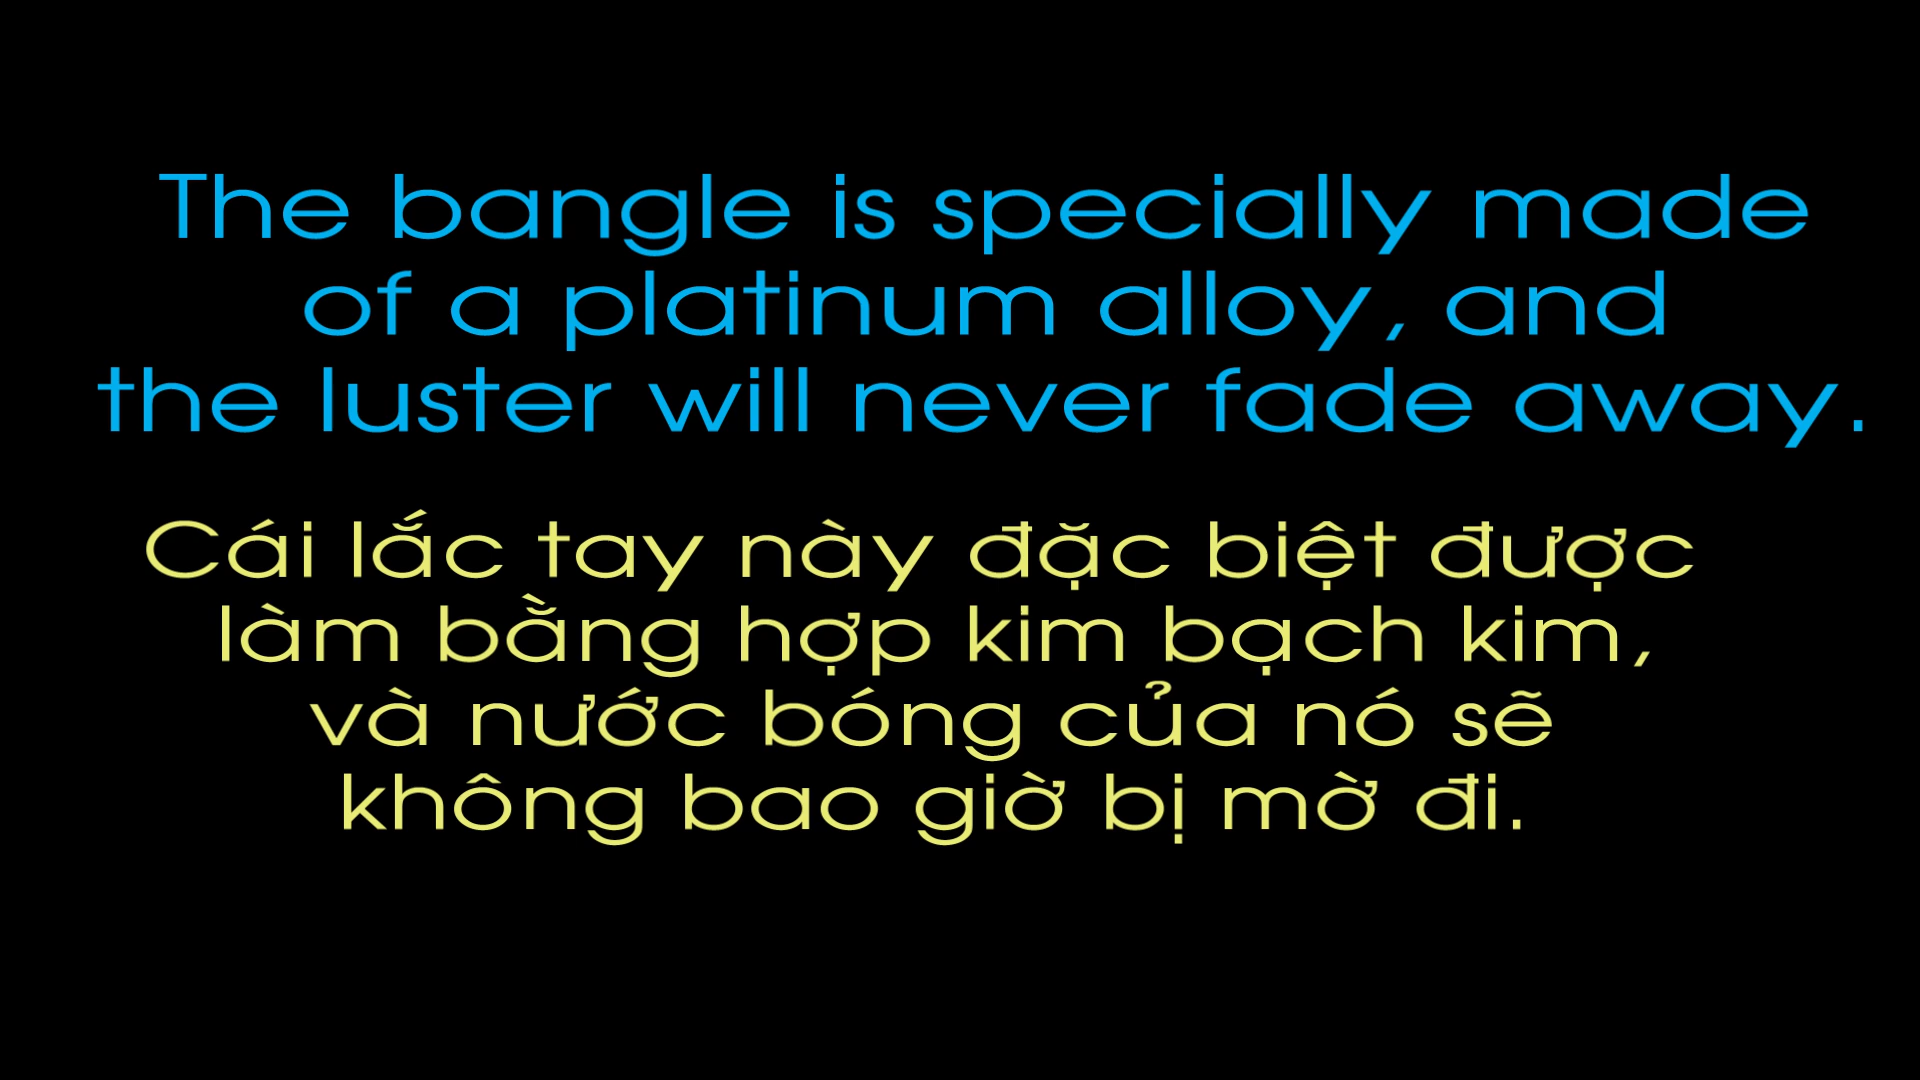 The bangle is specially made
of a platinum alloy, and
the luster will never fade away.
Cái lắc tay này đặc biệt được
làm bằng hợp kim bạch kim,
và nước bóng của nó sẽ
không bao giờ bị mờ đi.